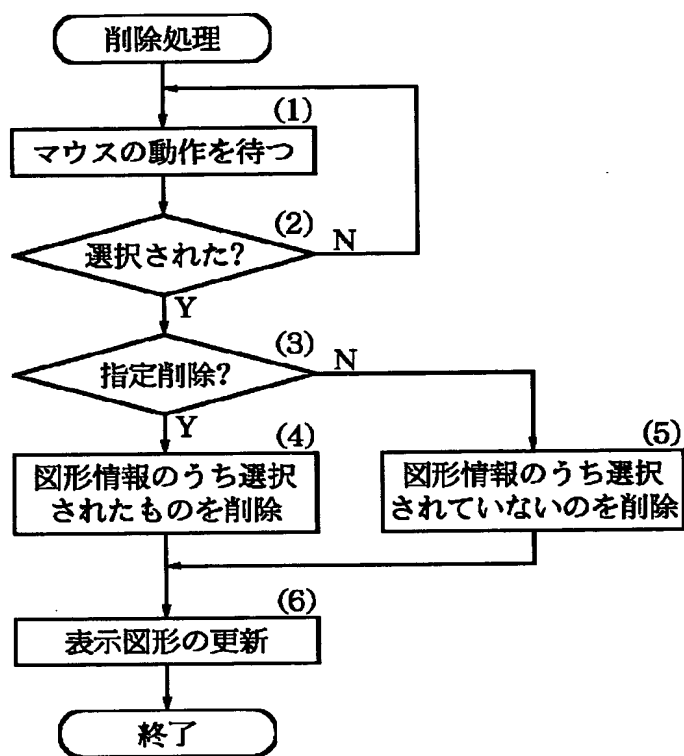 削除処理
(1)
マウスの動作を待つ
(2)
選択された?
N
Y
(3)
指定削除?
N
Y
(4)
図形情報のうち選択
されたものを削除
(5)
図形情報のうち選択
されていないのを削除
(6)
表示図形の更新
終了